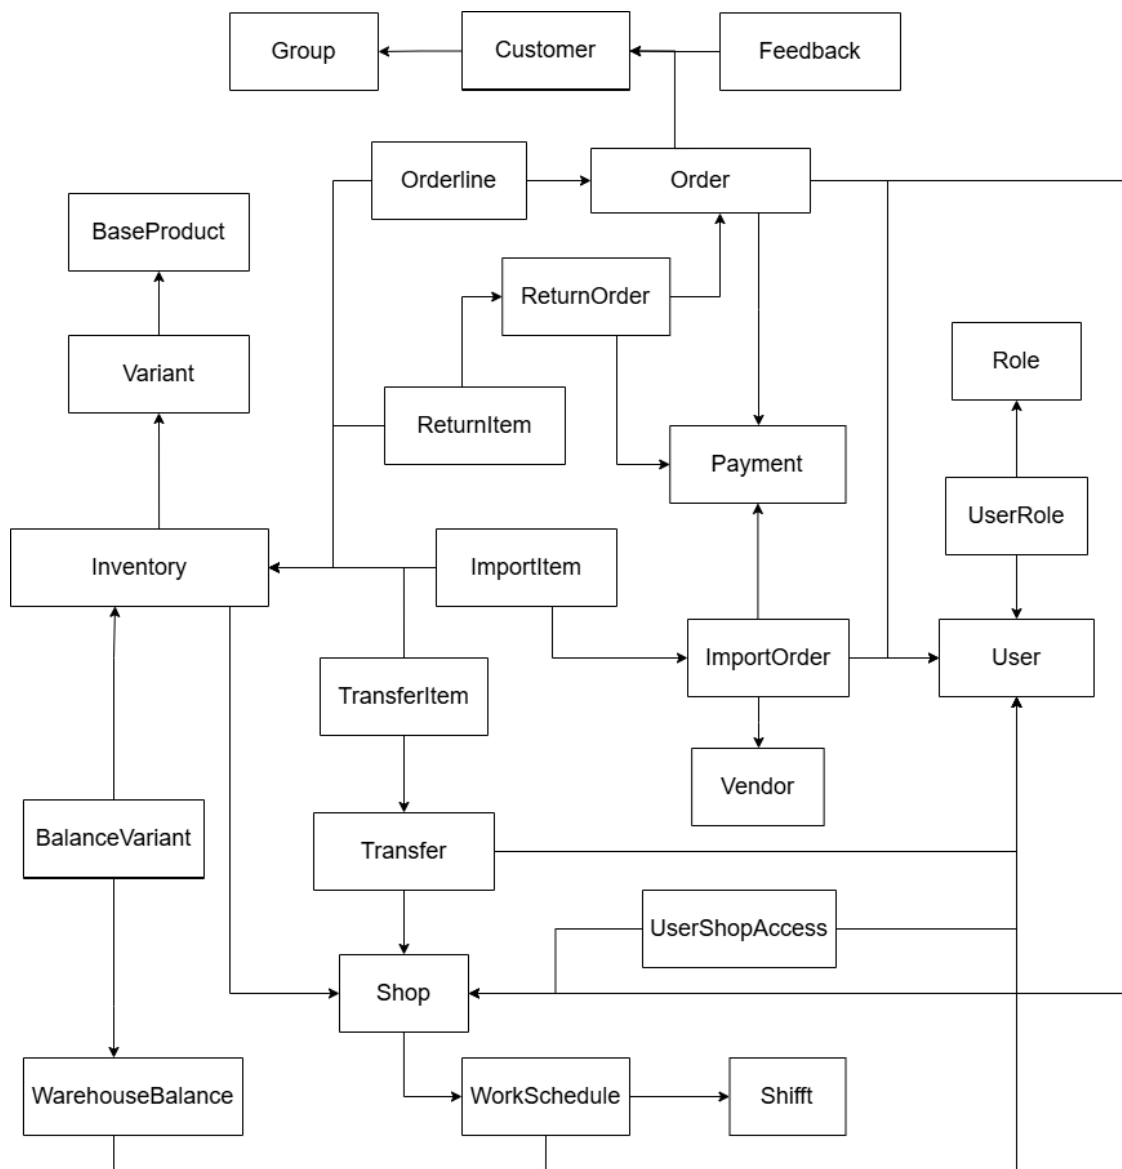 Group
Customer
Feedback
Orderline
Order
BaseProduct
ReturnOrder
Variant
Role
ReturnItem
Payment
UserRole
Inventory
ImportItem
ImportOrder
User
TransferItem
Vendor
BalanceVariant
Transfer
UserShopAccess
Shop
WarehouseBalance
WorkSchedule
Shifft